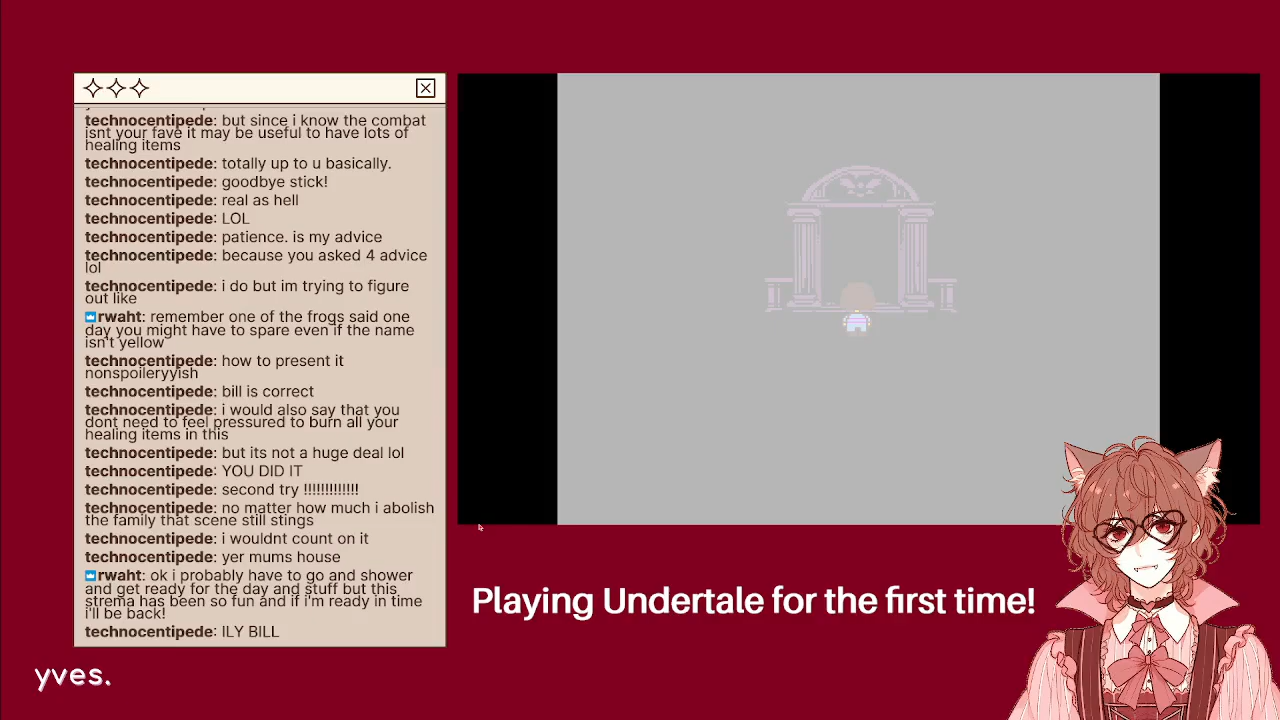 technocentipede: but since i know the combat
isnt your fave it may be useful to have lots of
healing items
technocentipede: totally up to u basically.
technocentipede: goodbye stick!
technocentipede: real as hell
technocentipede: LOL
technocentipede: patience. is my advice
technocentipede: because you asked 4 advice
lol
technocentipede: i do but im trying to figure
out like
rwaht: remember one of the frogs said one
day you might have to spare even if the name
isn't yellow
technocentipede: how to present it
nonspoileryyish
technocentipede: bill is correct
technocentipede: i would also say that you
dont need to feel pressured to burn all your
healing items in this
technocentipede: but its not a huge deal lol
technocentipede: YOU DID IT
technocentipede: second try !!!!!!!!!!!!!
technocentipede: no matter how much i abolish
the family that scene still stings
technocentipede: i wouldnt count on it
technocentipede: yer mums house
rwaht: ok i probably have to go and shower
and get ready for the day and stuff but this
strema has been so fun and if i'm ready in time
i'll be back!
technocentipede: ILY BILL
Playing Undertale for the first time!
yves.